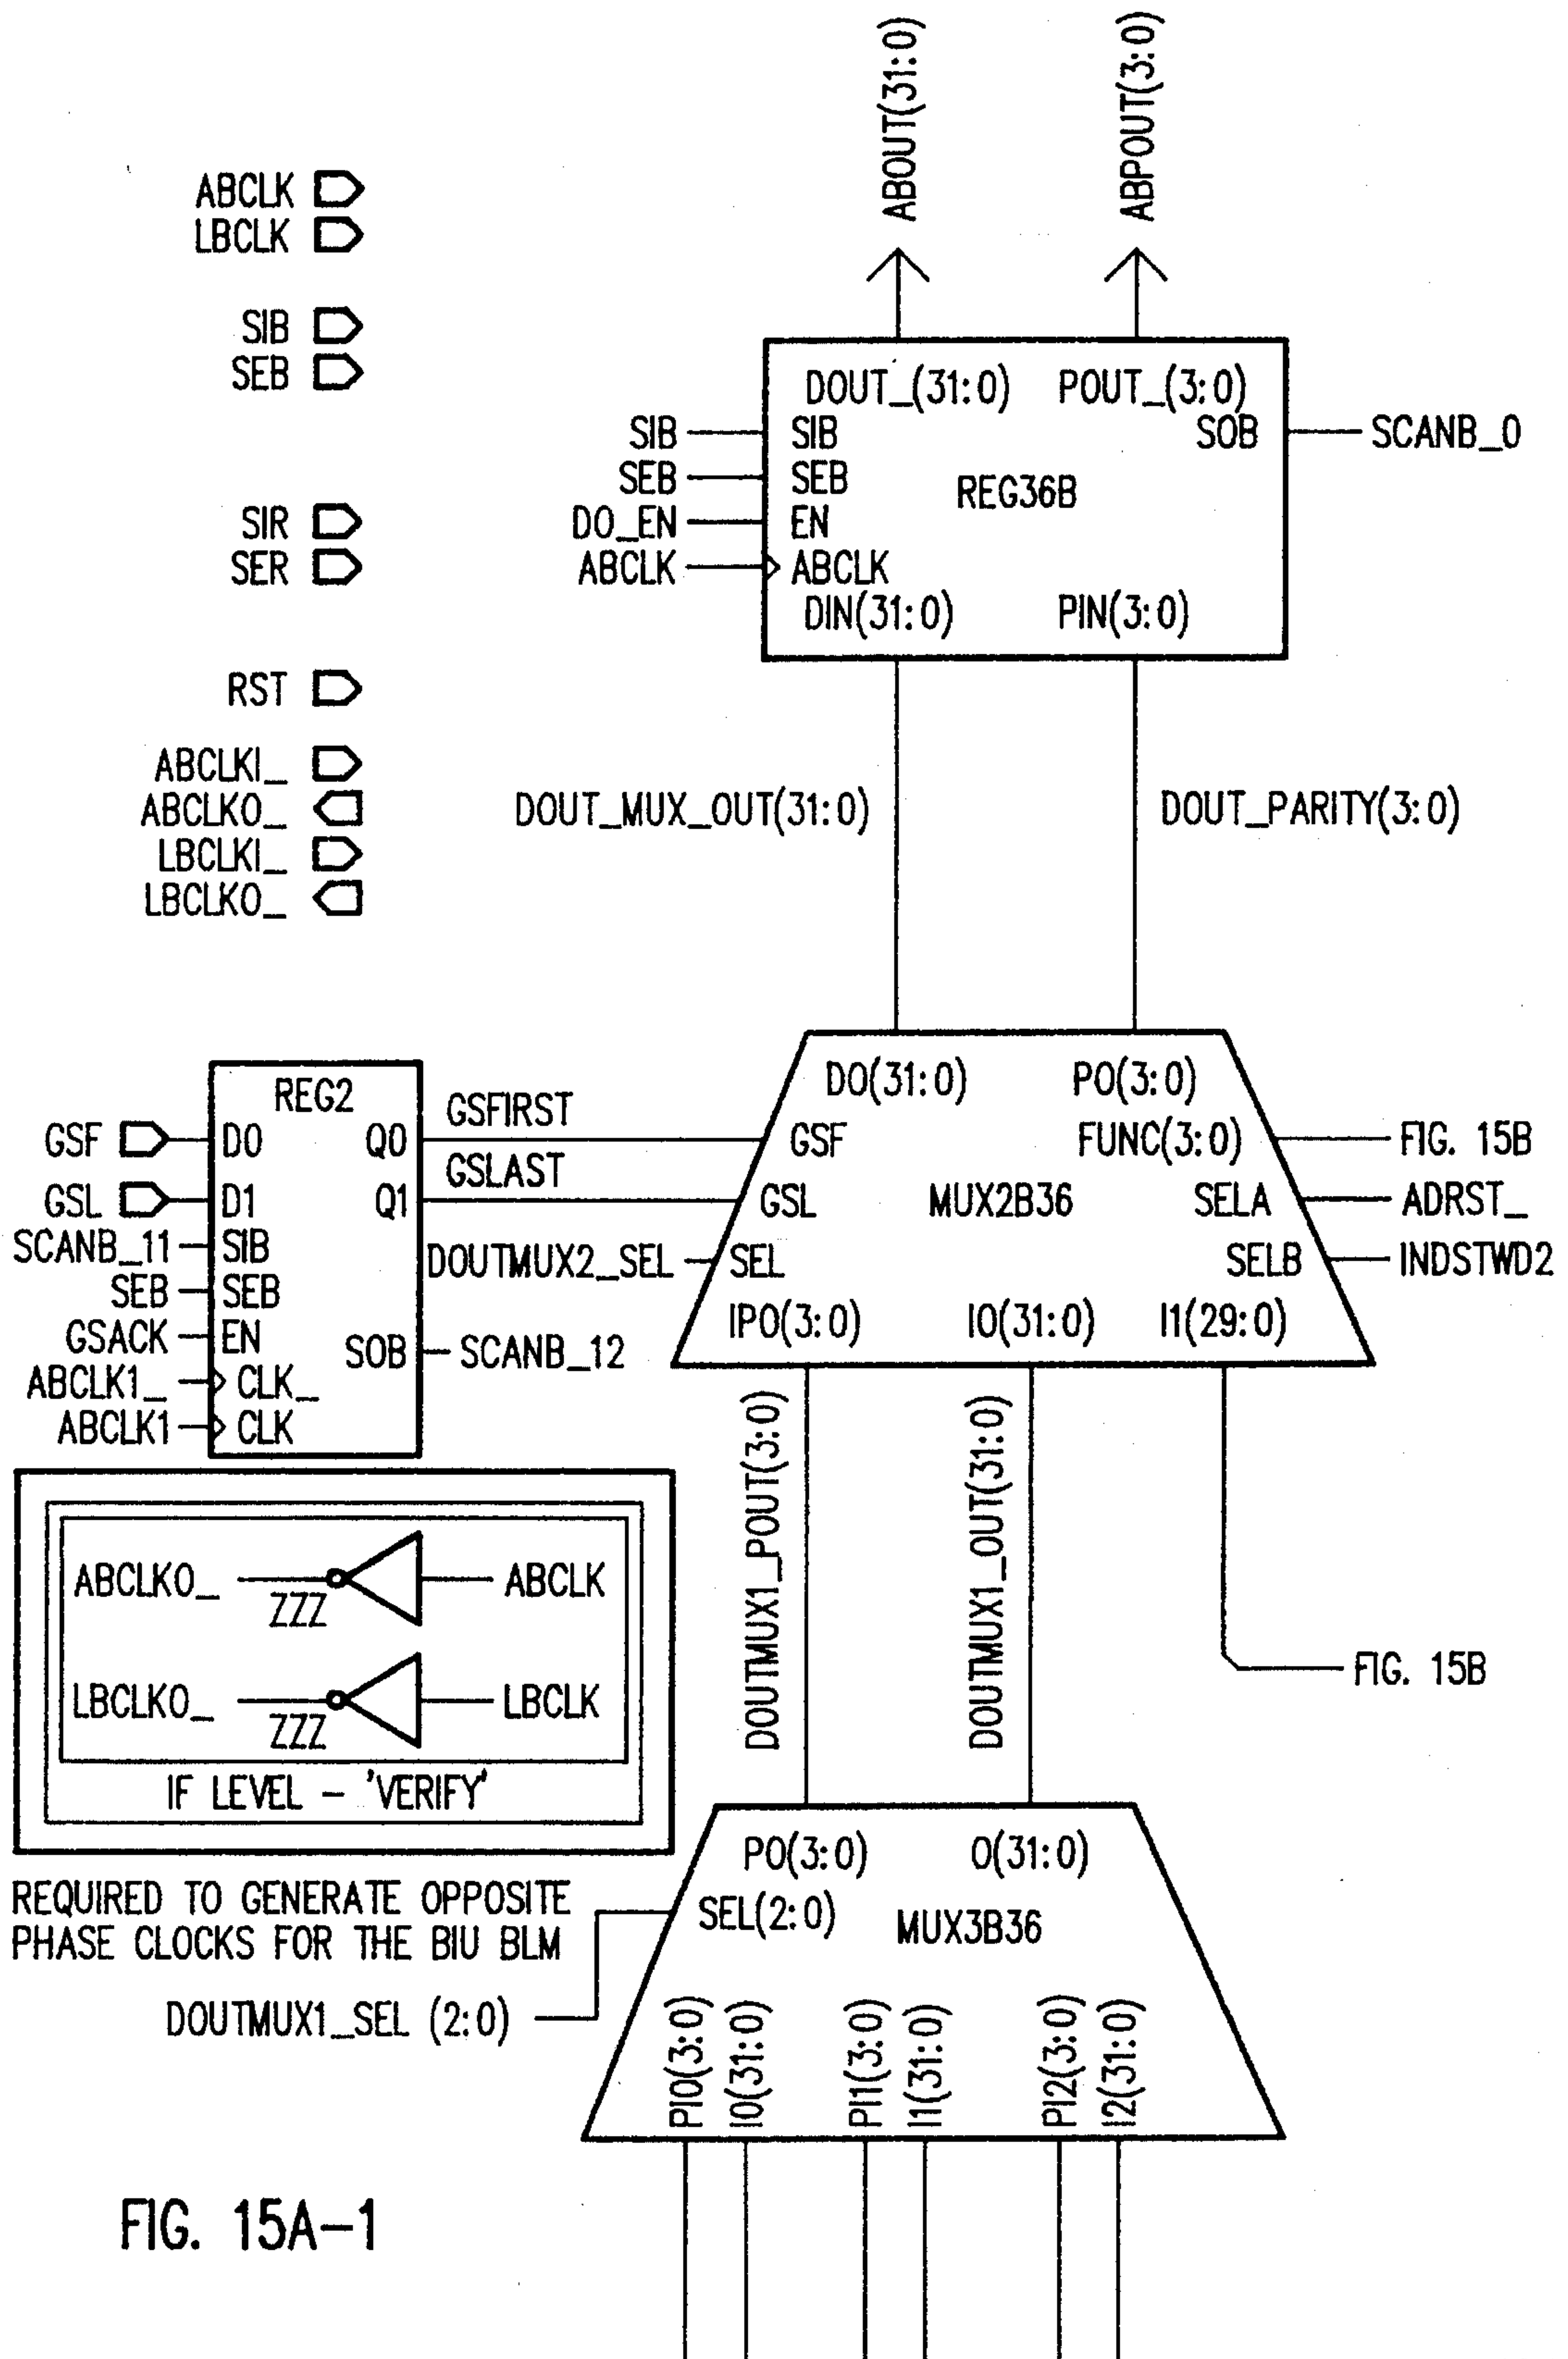 ABOUT(31:0)
ABPOUT(3:0)
ABCLK
LBCLK
SIB
SEB
SIR
SER
RST
ABCLKI_
ABCLKO_
LBCLKI_
LBCLKO_
DOUT_(31:0) POUT_(3:0)
SIB SIB SOB SCANB_0
SEB SEB REG36B
DO_EN EN
ABCLK ABCLK
DIN(31:0) PIN(3:0)
DOUT_MUX_OUT(31:0) DOUT_PARITY(3:0)
REG2
GSF D0 Q0 GSFIRST
GSL D1 Q1 GSLAST
SCANB_11 SIB
SEB SEB
GSACK EN SOB SCANB_12
ABCLK1_ CLK_
ABCLK1 CLK
DO(31:0) PO(3:0)
GSF FUNC(3:0) FIG. 15B
GSL MUX2B36 SELA ADRST_
DOUTMUX2_SEL SEL SELB INDSTWD2
IPO(3:0) IO(31:0) I1(29:0)
DOUTMUX1_POUT(3:0)
DOUTMUX1_OUT(31:0)
FIG. 15B
ABCLKO_ ZZZ ABCLK
LBCLKO_ ZZZ LBCLK
IF LEVEL - 'VERIFY'
REQUIRED TO GENERATE OPPOSITE
PHASE CLOCKS FOR THE BIU BLM
DOUTMUX1_SEL (2:0)
PO(3:0) O(31:0)
SEL(2:0) MUX3B36
PI0(3:0)
I0(31:0)
PI1(3:0)
I1(31:0)
PI2(3:0)
I2(31:0)
FIG. 15A-1